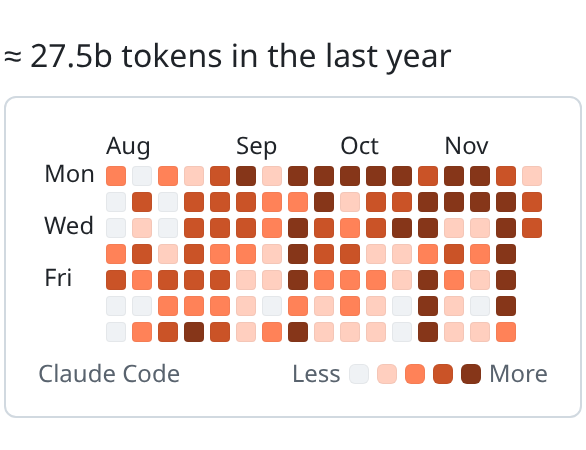 ≈ 27.5b tokens in the last year
Aug Sep Oct Nov
Mon
Wed
Fri
Claude Code Less More